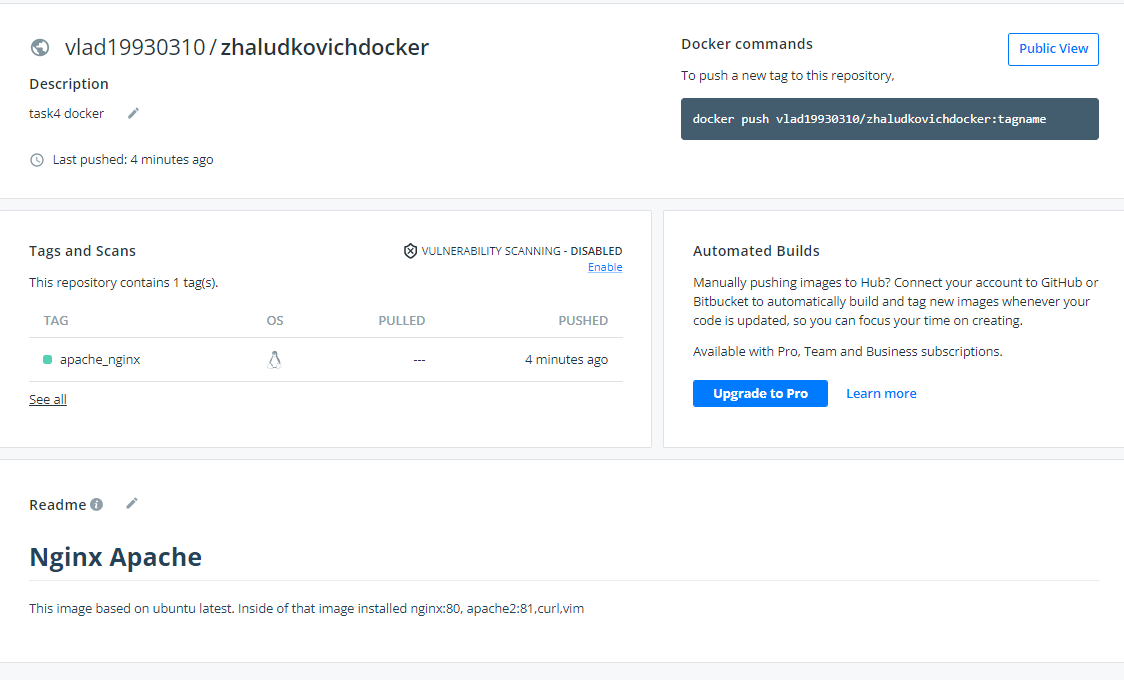 vlad19930310 / zhaludkovichdocker
Description
task4 docker
Last pushed: 4 minutes ago
Docker commands
Public View
To push a new tag to this repository,
docker push vlad19930310/zhaludkovichdocker:tagname
Tags and Scans
VULNERABILITY SCANNING - DISABLED
Enable
This repository contains 1 tag(s).
TAG OS PULLED PUSHED
apache_nginx --- 4 minutes ago
See all
Automated Builds
Manually pushing images to Hub? Connect your account to GitHub or
Bitbucket to automatically build and tag new images whenever your
code is updated, so you can focus your time on creating.
Available with Pro, Team and Business subscriptions.
Upgrade to Pro Learn more
Readme
Nginx Apache
This image based on ubuntu latest. Inside of that image installed nginx:80, apache2:81,curl,vim